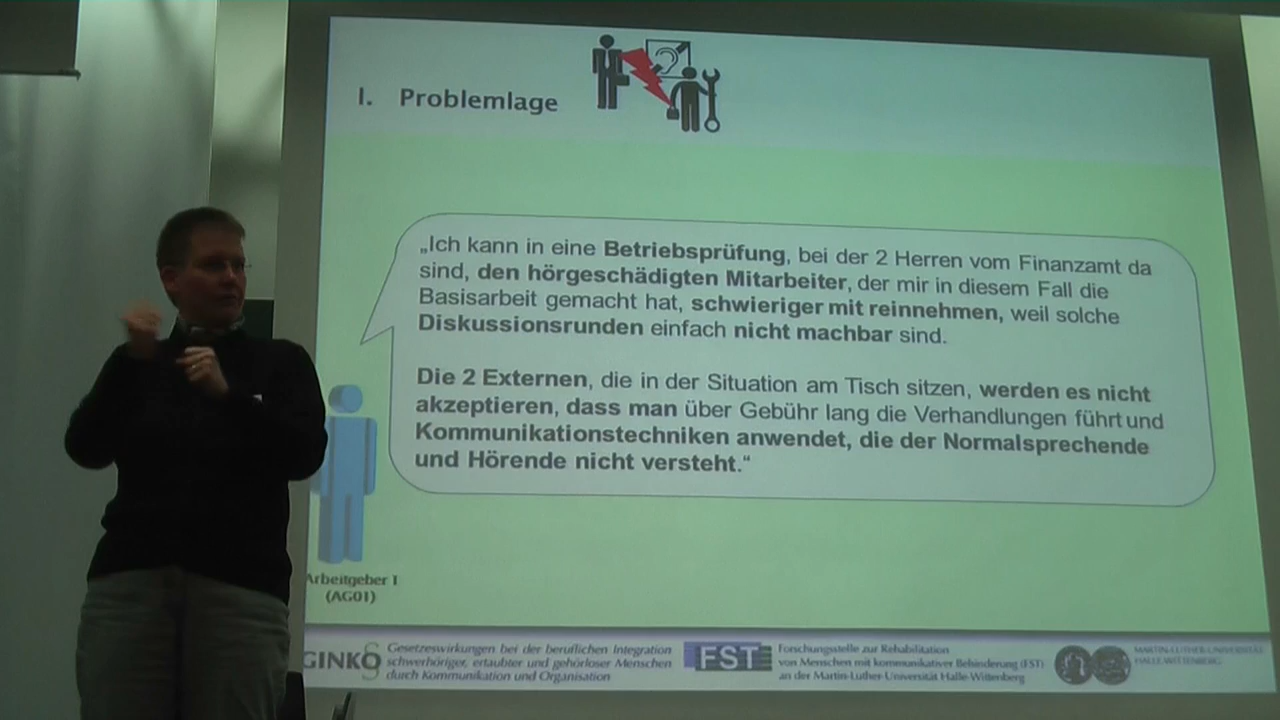 I. Problemlage
„Ich kann in eine Betriebsprüfung, bei der 2 Herren vom Finanzamt da
sind, den hörgeschädigten Mitarbeiter, der mir in diesem Fall die
Basisarbeit gemacht hat, schwieriger mit reinnehmen, weil solche
Diskussionsrunden einfach nicht machbar sind.
Die 2 Externen, die in der Situation am Tisch sitzen, werden es nicht
akzeptieren, dass man über Gebühr lang die Verhandlungen führt und
Kommunikationstechniken anwendet, die der Normalsprechende
und Hörende nicht versteht.“
Arbeitgeber I
(AG01)
GINKO
Gesetzeswirkungen bei der beruflichen Integration
schwerhöriger, ertaubter und gehörloser Menschen
durch Kommunikation und Organisation
FST
Forschungsstelle zur Rehabilitation
von Menschen mit kommunikativer Behinderung (FST)
an der Martin-Luther-Universität Halle-Wittenberg
MARTIN-LUTHER-UNIVERSITÄT
HALLE-WITTENBERG